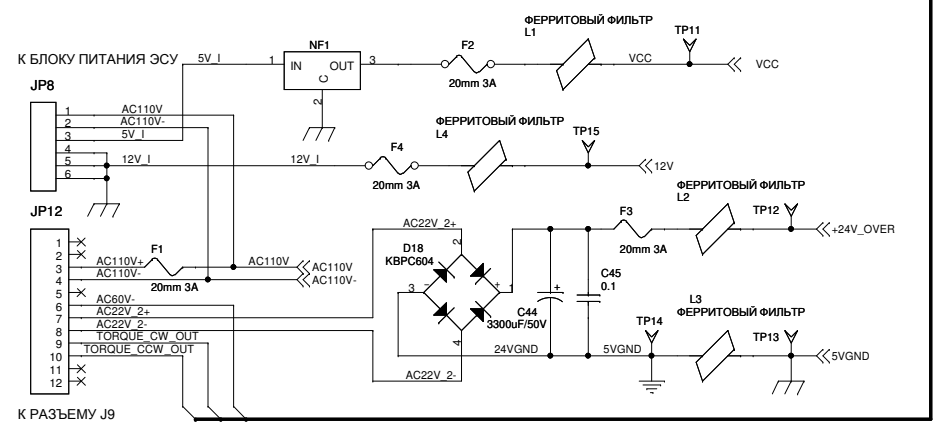 ФЕРРИТОВЫЙ ФИЛЬТР
L1
TP11
К БЛОКУ ПИТАНИЯ ЭСУ
5V_I
1
NF1
IN OUT
C
3
2
F2
20mm 3A
VCC
VCC
JP8
1 AC110V
2 AC110V-
3 5V_I
4
5 12V_I
6
12V_I
F4
20mm 3A
ФЕРРИТОВЫЙ ФИЛЬТР
L4
TP15
12V
JP12
1
2
3 AC110V+
4 AC110V-
5
6 AC60V-
7 AC22V_2+
8 AC22V_2-
9 TORQUE_CW_OUT
10 TORQUE_CCW_OUT
11
12
F1
20mm 3A
AC110V
AC110V
AC110V-
AC22V_2+
D18
KBPC604
2
3 -
+ 1
4
AC22V_2-
C44
+
3300uF/50V
C45
0.1
F3
20mm 3A
ФЕРРИТОВЫЙ ФИЛЬТР
L2
TP12
+24V_OVER
24VGND
5VGND
TP14
L3
ФЕРРИТОВЫЙ ФИЛЬТР
TP13
5VGND
К РАЗЪЕМУ J9